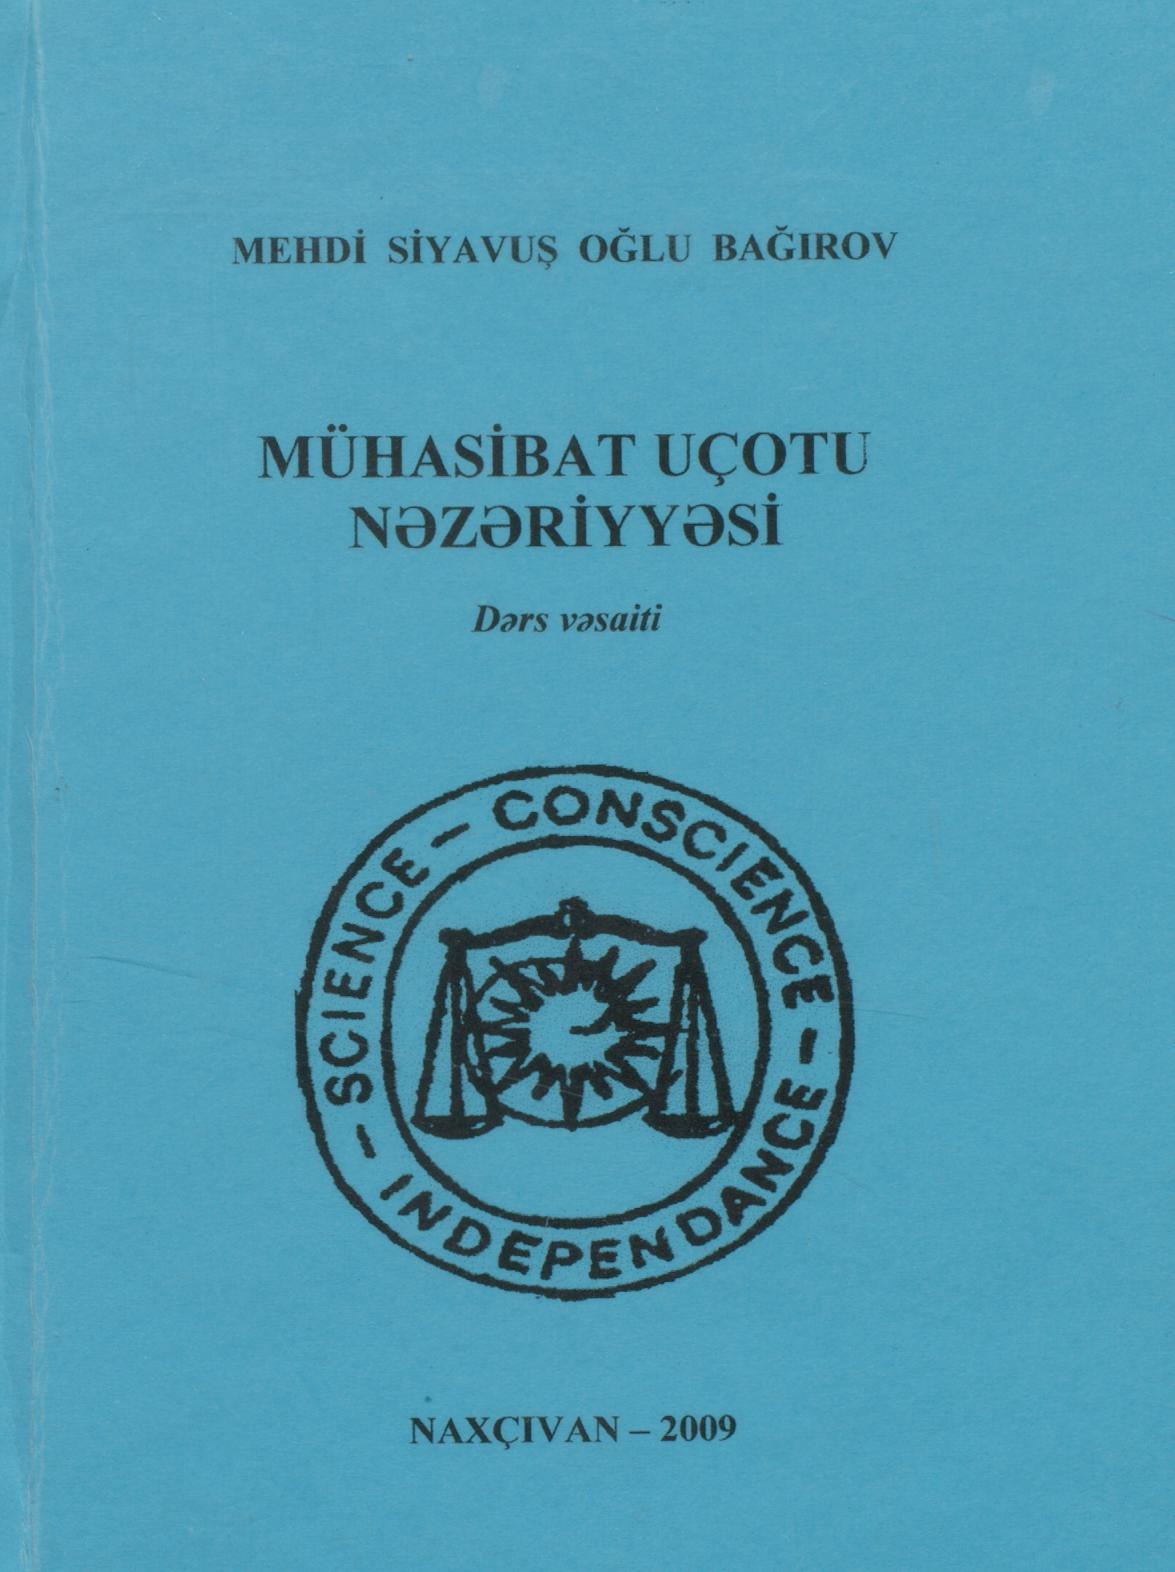 MEHDİ SİYAVUŞ OĞLU BAĞIROV
MÜHASİBAT UÇOTU
NƏZƏRİYYƏSİ
Dərs vəsaiti
SCIENCE – CONSCIENCE – INDEPENDANCE –
NAXÇIVAN – 2009